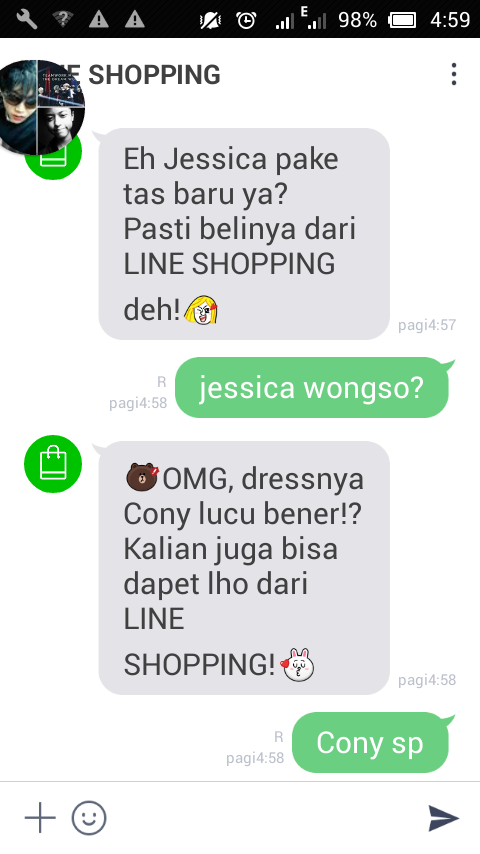 E
98%
4:59
NE SHOPPING
Eh Jessica pake
tas baru ya?
Pasti belinya dari
LINE SHOPPING
deh!
pagi4:57
R
pagi4:58
jessica wongso?
OMG, dressnya
Cony lucu bener!?
Kalian juga bisa
dapet lho dari
LINE
SHOPPING!
pagi4:58
R
pagi4:58
Cony sp